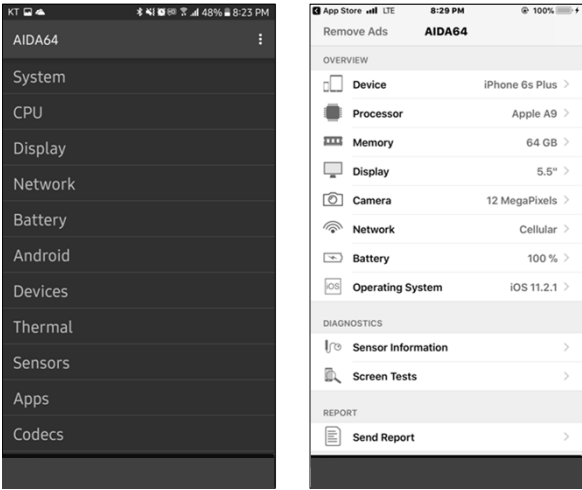 KT 48% 8:23 PM
AIDA64
System
CPU
Display
Network
Battery
Android
Devices
Thermal
Sensors
Apps
Codecs
App Store LTE 8:29 PM 100%
Remove Ads AIDA64
OVERVIEW
Device iPhone 6s Plus
Processor Apple A9
Memory 64 GB
Display 5.5"
Camera 12 MegaPixels
Network Cellular
Battery 100 %
iOS Operating System iOS 11.2.1
DIAGNOSTICS
Sensor Information
Screen Tests
REPORT
Send Report